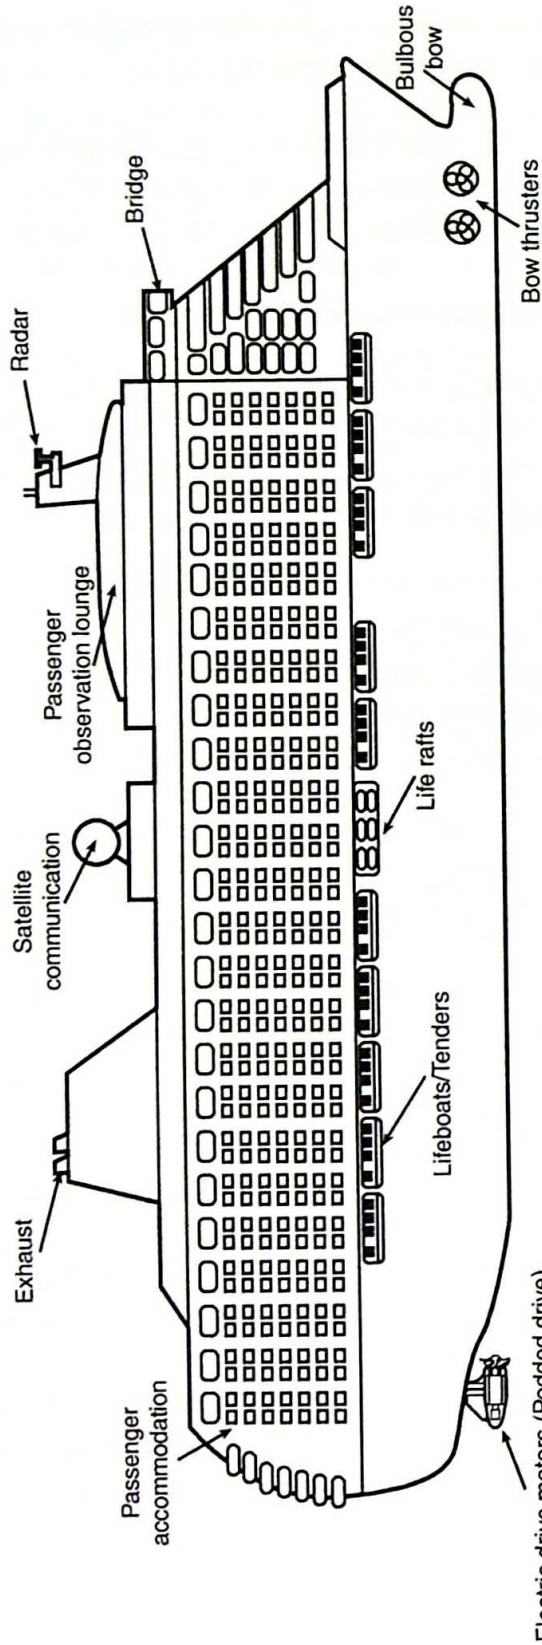 Exhaust
Satellite
communication
Passenger
observation lounge
Radar
Bridge
Passenger
accommodation
Lifeboats/Tenders
Life rafts
Bulbous
bow
Bow thrusters
Electric drive motors (Podded drive)